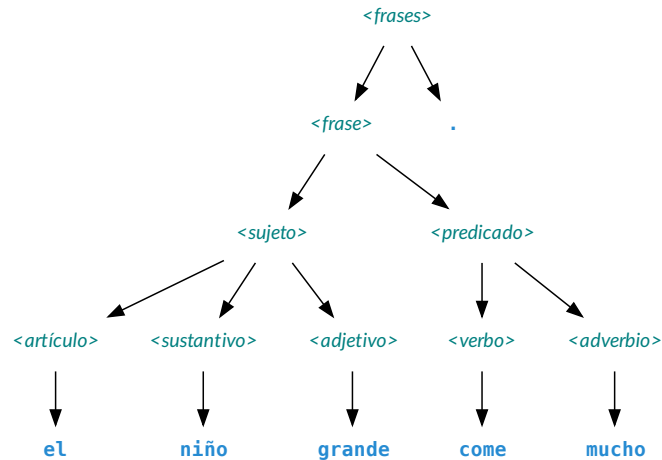 <frases>
<frase> .
<sujeto> <predicado>
<artículo> <sustantivo> <adjetivo> <verbo> <adverbio>
el niño grande come mucho